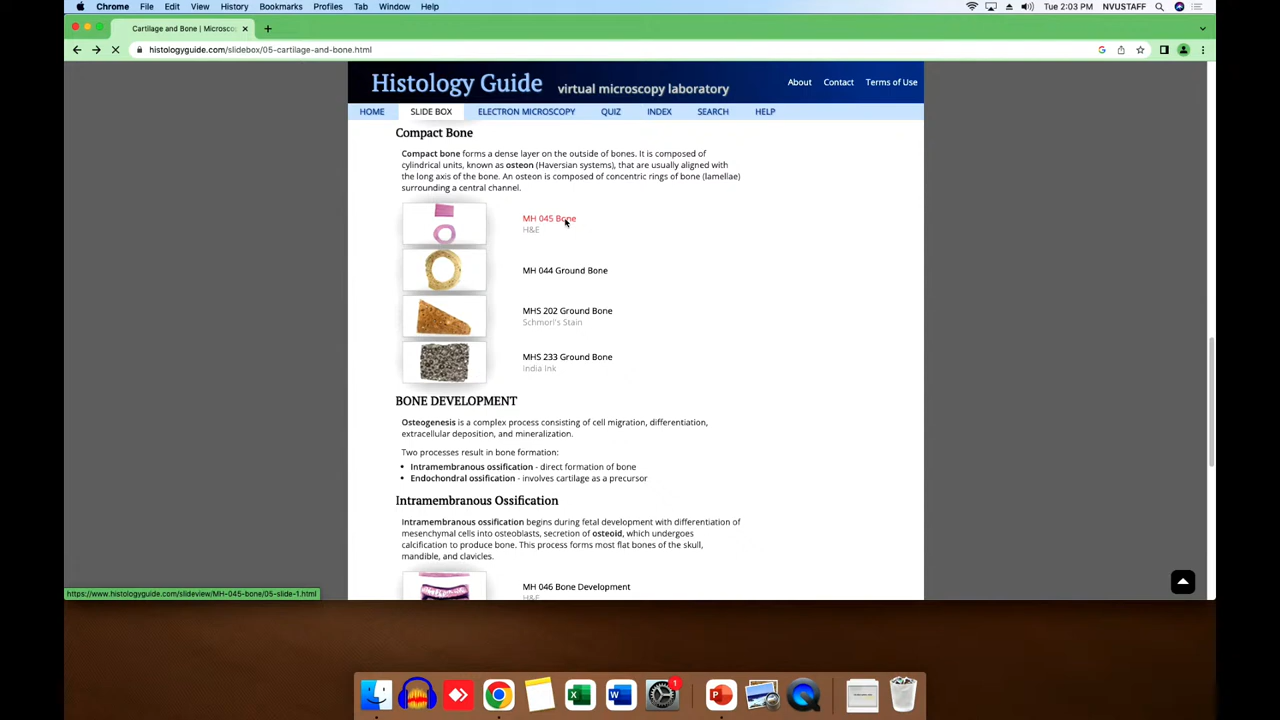 Chrome File Edit View History Bookmarks Profiles Tab Window Help Tue 2:03 PM NVUSTAFF
Cartilage and Bone | Microsco
histologyguide.com/slidebox/05-cartilage-and-bone.html
Histology Guide virtual microscopy laboratory About Contact Terms of Use
HOME SLIDE BOX ELECTRON MICROSCOPY QUIZ INDEX SEARCH HELP
Compact Bone
Compact bone forms a dense layer on the outside of bones. It is composed of
cylindrical units, known as osteon (Haversian systems), that are usually aligned with
the long axis of the bone. An osteon is composed of concentric rings of bone (lamellae)
surrounding a central channel.
MH 045 Bone
H&E
MH 044 Ground Bone
MHS 202 Ground Bone
Schmorl's Stain
MHS 233 Ground Bone
india Ink
BONE DEVELOPMENT
Osteogenesis is a complex process consisting of cell migration, differentiation,
extracellular deposition, and mineralization.
Two processes result in bone formation:
• Intramembranous ossification - direct formation of bone
• Endochondral ossification - involves cartilage as a precursor
Intramembranous Ossification
Intramembranous ossification begins during fetal development with differentiation of
mesenchymal cells into osteoblasts, secretion of osteoid, which undergoes
calcification to produce bone. This process forms most flat bones of the skull,
mandible, and clavicles.
MH 046 Bone Development
H&E
https://www.histologyguide.com/slideview/MH-045-bone/05-slide-1.html
1